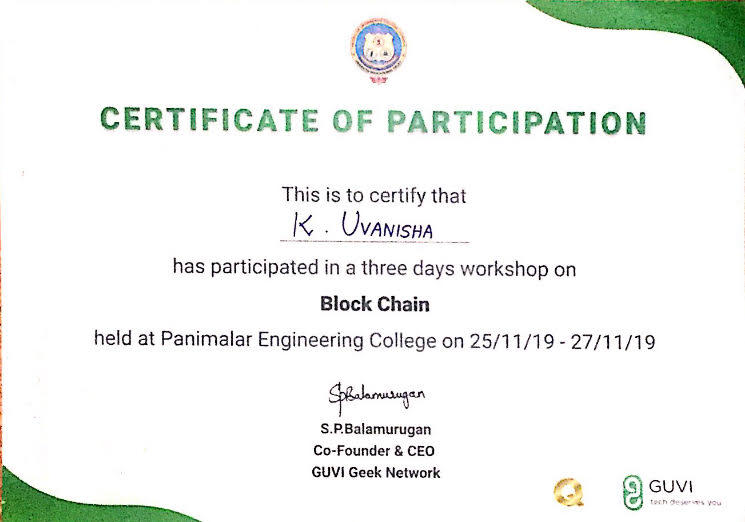 CERTIFICATE OF PARTICIPATION
This is to certify that
K. UVANISHA
has participated in a three days workshop on
Block Chain
held at Panimalar Engineering College on 25/11/19 - 27/11/19
SpBalamurugan
S.P.Balamurugan
Co-Founder & CEO
GUVI Geek Network
GUVI
tech deserves you